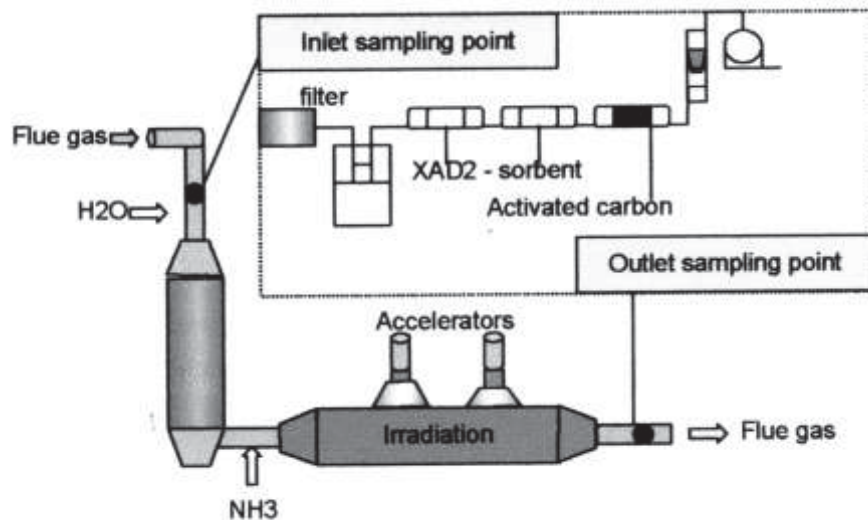 Inlet sampling point
filter
Flue gas
XAD2 - sorbent
H2O
Activated carbon
Outlet sampling point
Accelerators
Irradiation
Flue gas
NH3